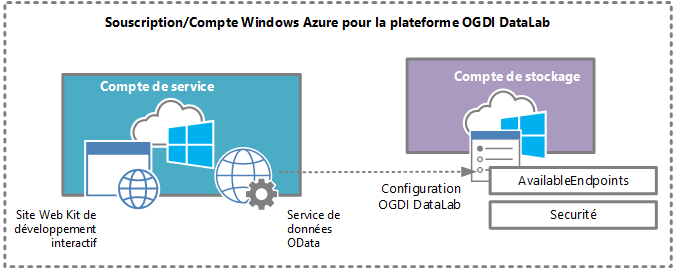 Souscription/Compte Windows Azure pour la plateforme OGDI DataLab
Compte de service
Compte de stockage
Site Web Kit de
développement
interactif
Service de
données
OData
Configuration
OGDI DataLab
AvailableEndpoints
Securité